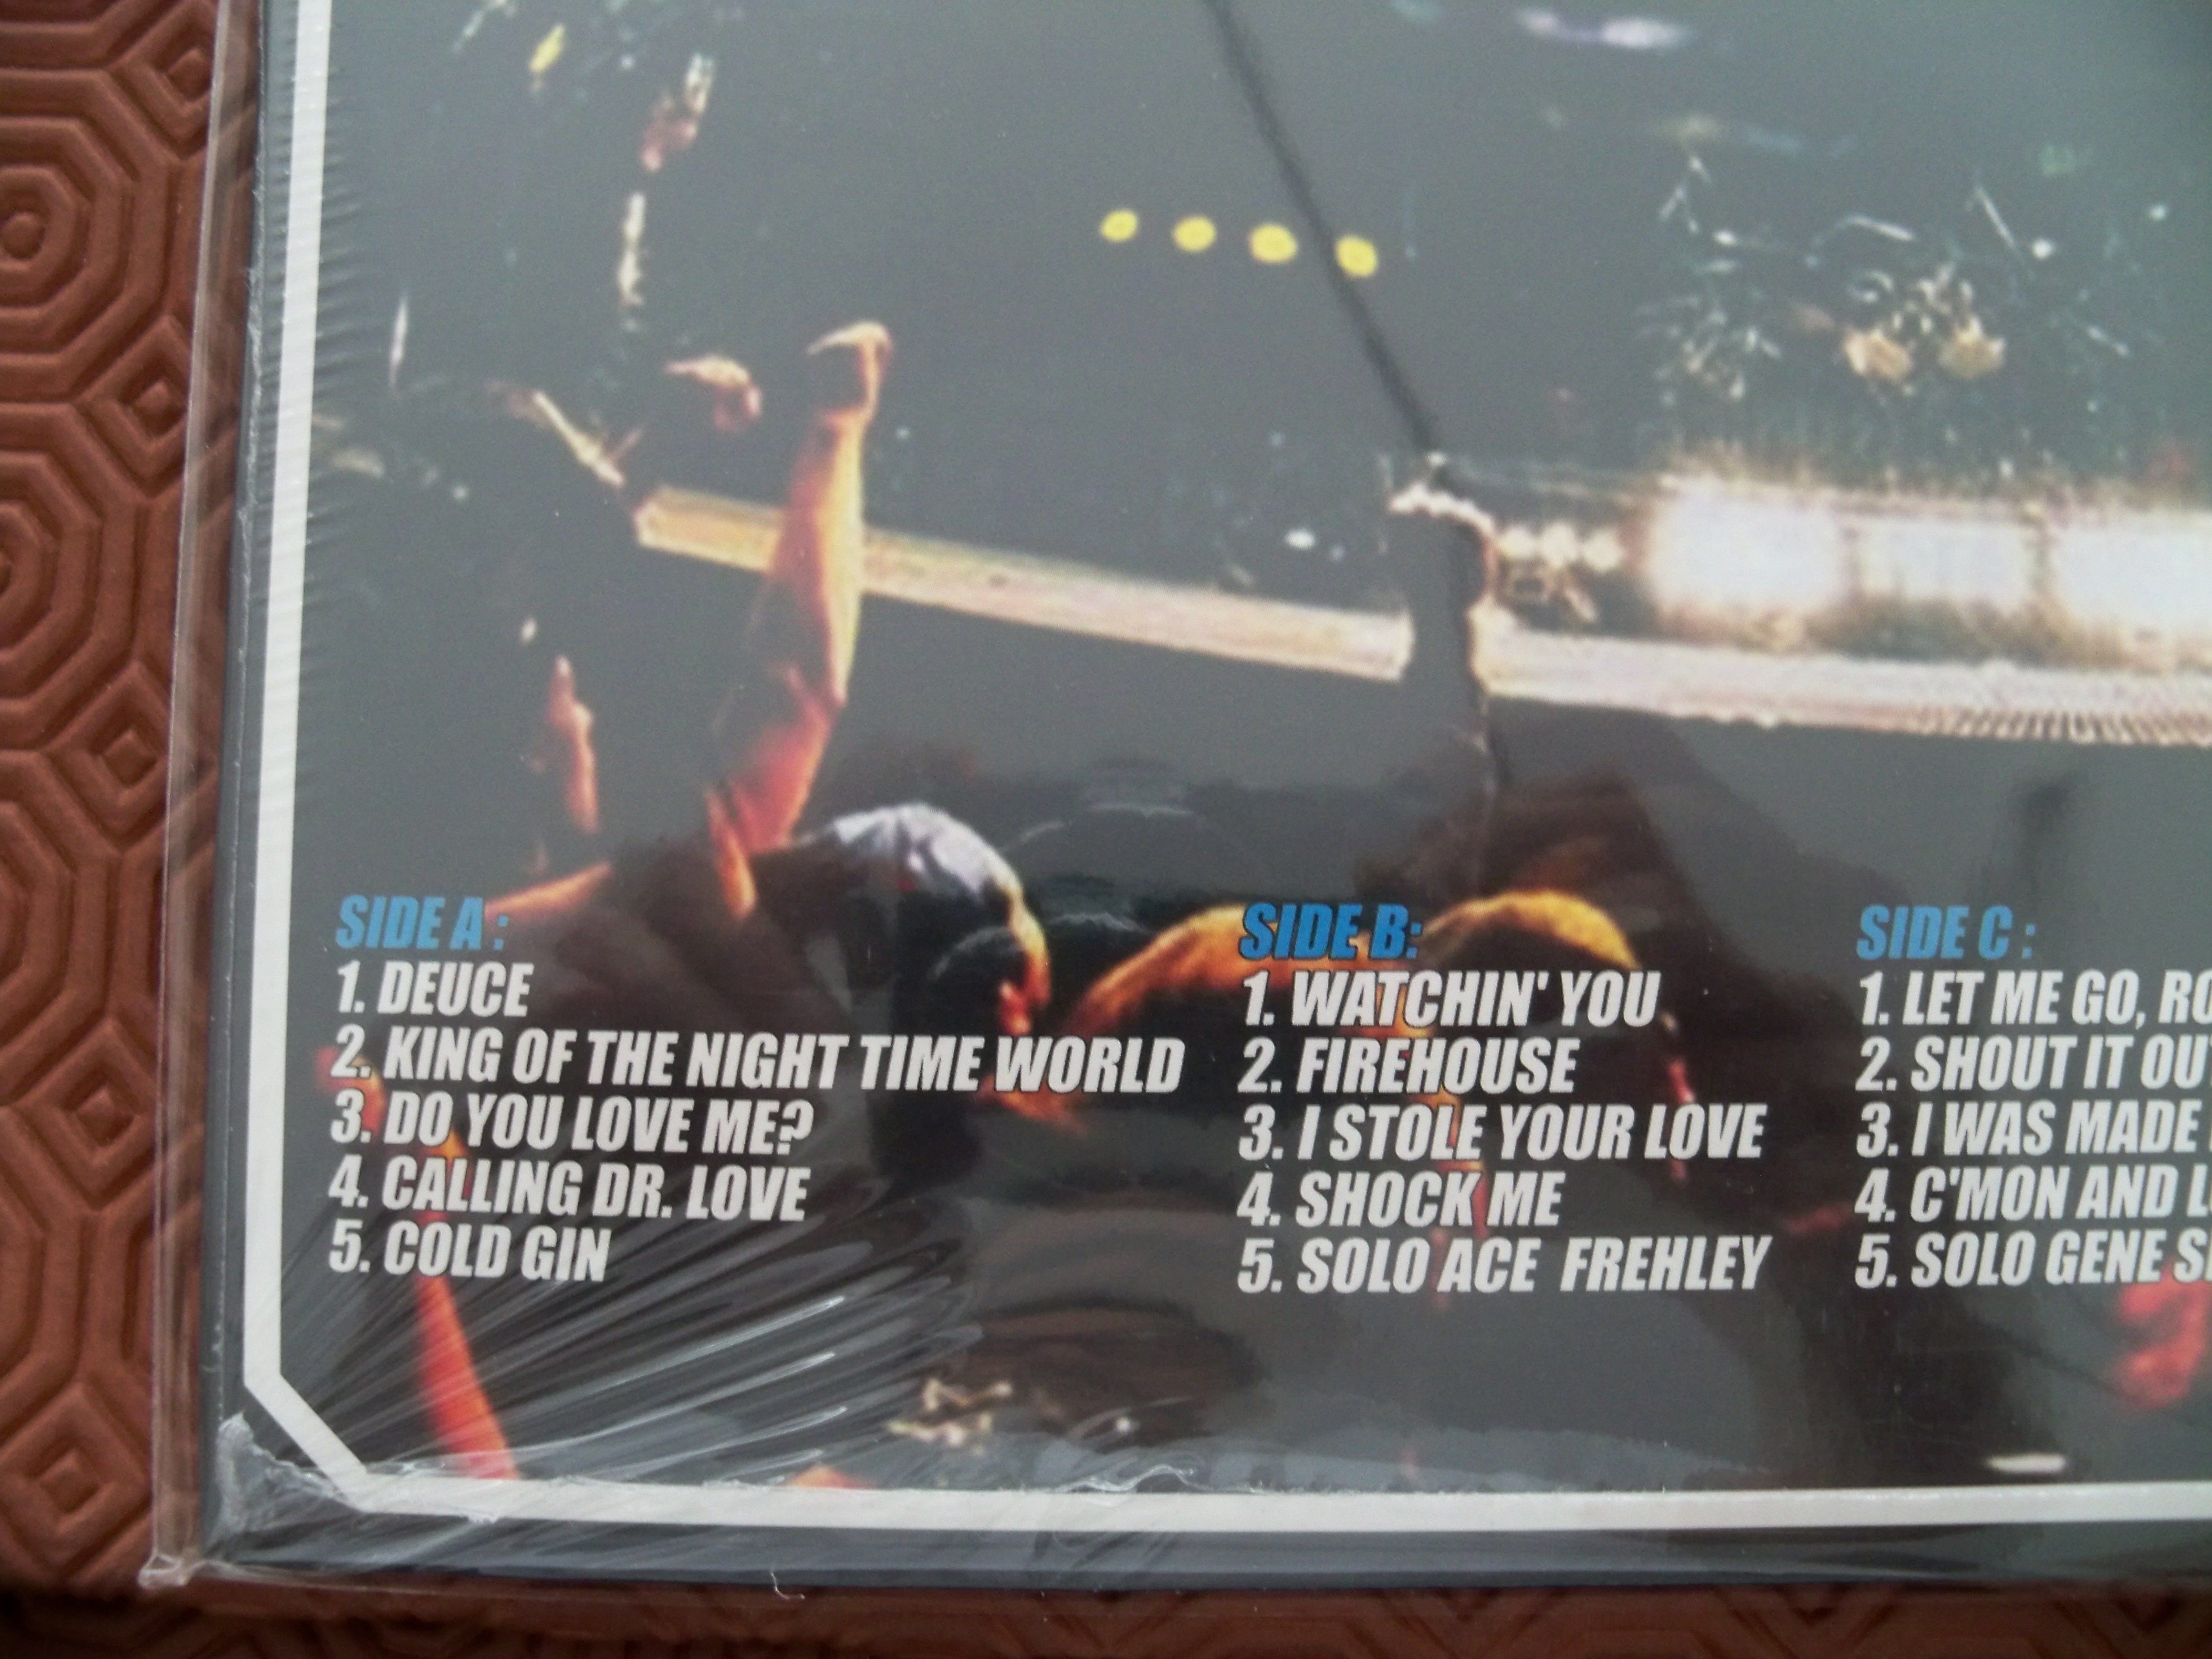 SIDE A :
1. DEUCE
2. KING OF THE NIGHT TIME WORLD
3. DO YOU LOVE ME?
4. CALLING DR. LOVE
5. COLD GIN
SIDE B:
1. WATCHIN' YOU
2. FIREHOUSE
3. I STOLE YOUR LOVE
4. SHOCK ME
5. SOLO ACE FREHLEY
SIDE C :
1. LET ME GO,
2. SHOUT IT
3. I WAS MADE
4. C'MON AND
5. SOLO GENE